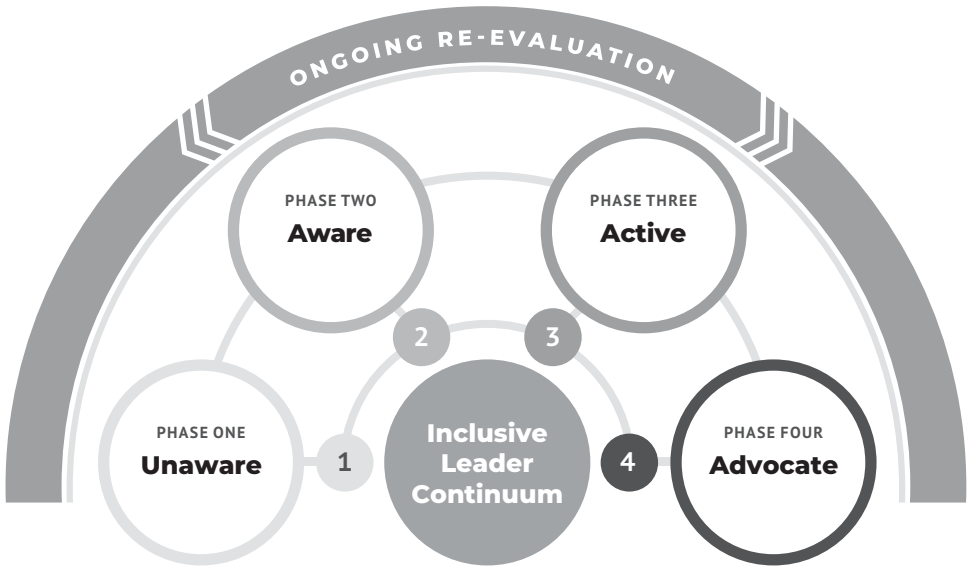 ONGOING RE-EVALUATION
PHASE TWO
Aware
PHASE THREE
Active
2
3
PHASE ONE
Unaware
1
Inclusive
Leader
Continuum
4
PHASE FOUR
Advocate